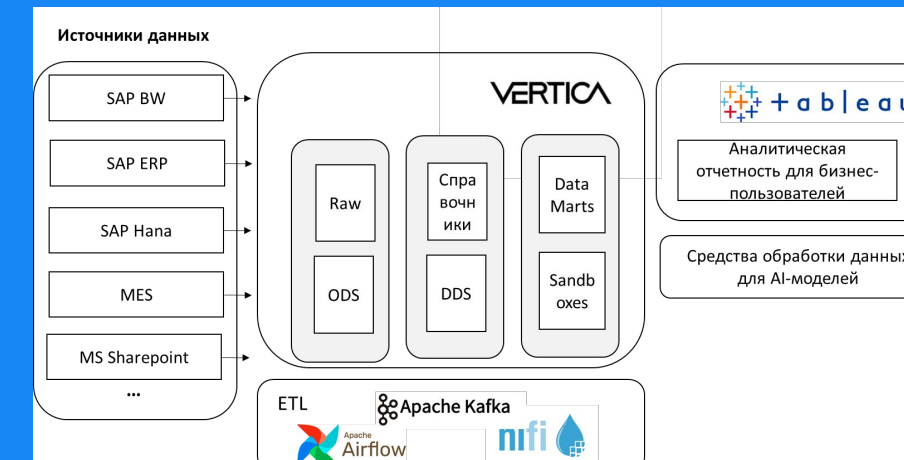 Источники данных
SAP BW
SAP ERP
SAP Hana
MES
MS Sharepoint
...
VERTICA
Raw
ODS
Спра
вочн
ики
DDS
Data
Marts
Sandb
oxes
+ableau
Аналитическая
отчетность для бизнес-
пользователей
Средства обработки данных
для AI-моделей
ETL
Apache Kafka
Apache
Airflow
nifi